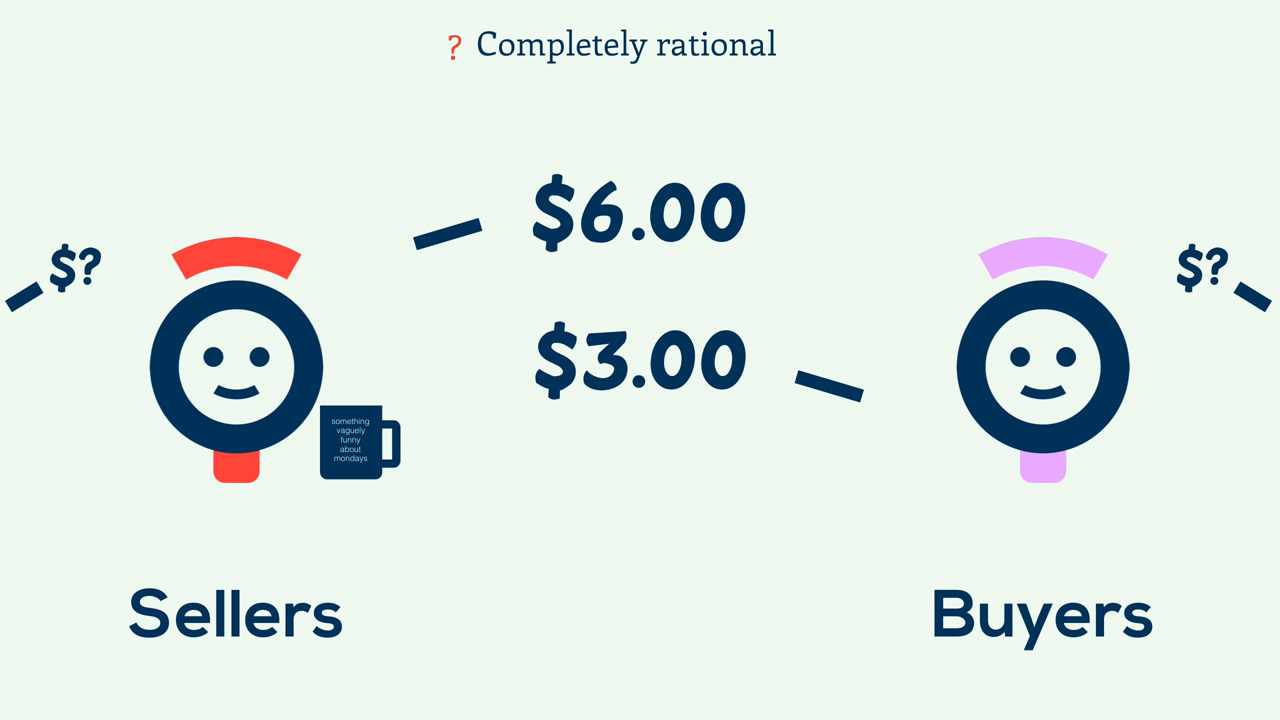 ? Completely rational
$6.00
$?
$?
$3.00
something
vaguely
funny
about
mondays
Sellers
Buyers